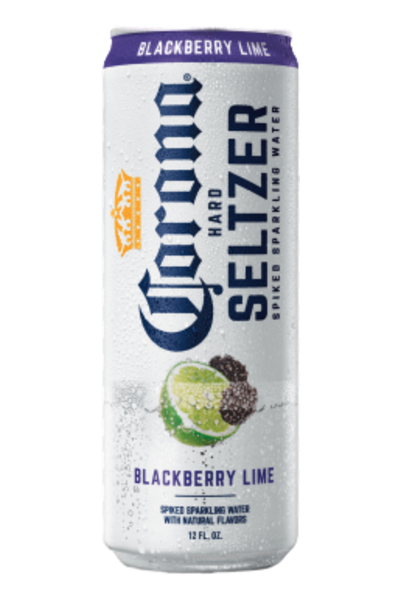 BLACKBERRY LIME
Corona®
HARD
SELTZER
SPIKED SPARKLING WATER
BLACKBERRY LIME
SPIKED SPARKLING WATER
WITH NATURAL FLAVORS
12 FL. OZ.